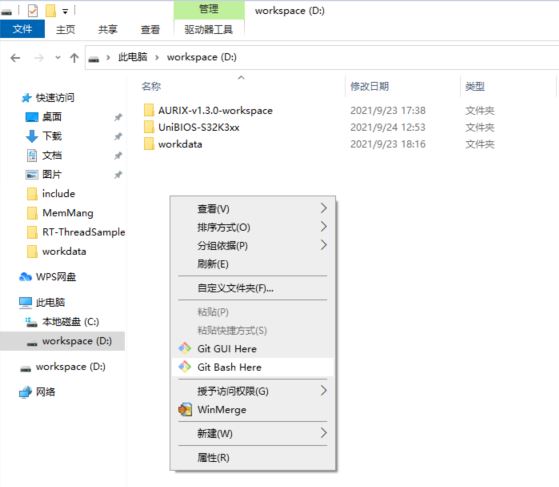 管理
workspace (D:)
文件
主页
共享
查看
驱动器工具
此电脑
workspace (D:)
名称
修改日期
类型
快速访问
桌面
下载
文档
图片
include
MemMang
RT-ThreadSample
workdata
WPS网盘
此电脑
本地磁盘 (C:)
workspace (D:)
workspace (D:)
网络
AURIX-v1.3.0-workspace 2021/9/23 17:38 文件夹
UniBIOS-S32K3xx 2021/9/24 12:53 文件夹
workdata 2021/9/23 18:16 文件夹
查看(V)
排序方式(O)
分组依据(P)
刷新(E)
自定义文件夹(F)...
粘贴(P)
粘贴快捷方式(S)
Git GUI Here
Git Bash Here
授予访问权限(G)
WinMerge
新建(W)
属性(R)